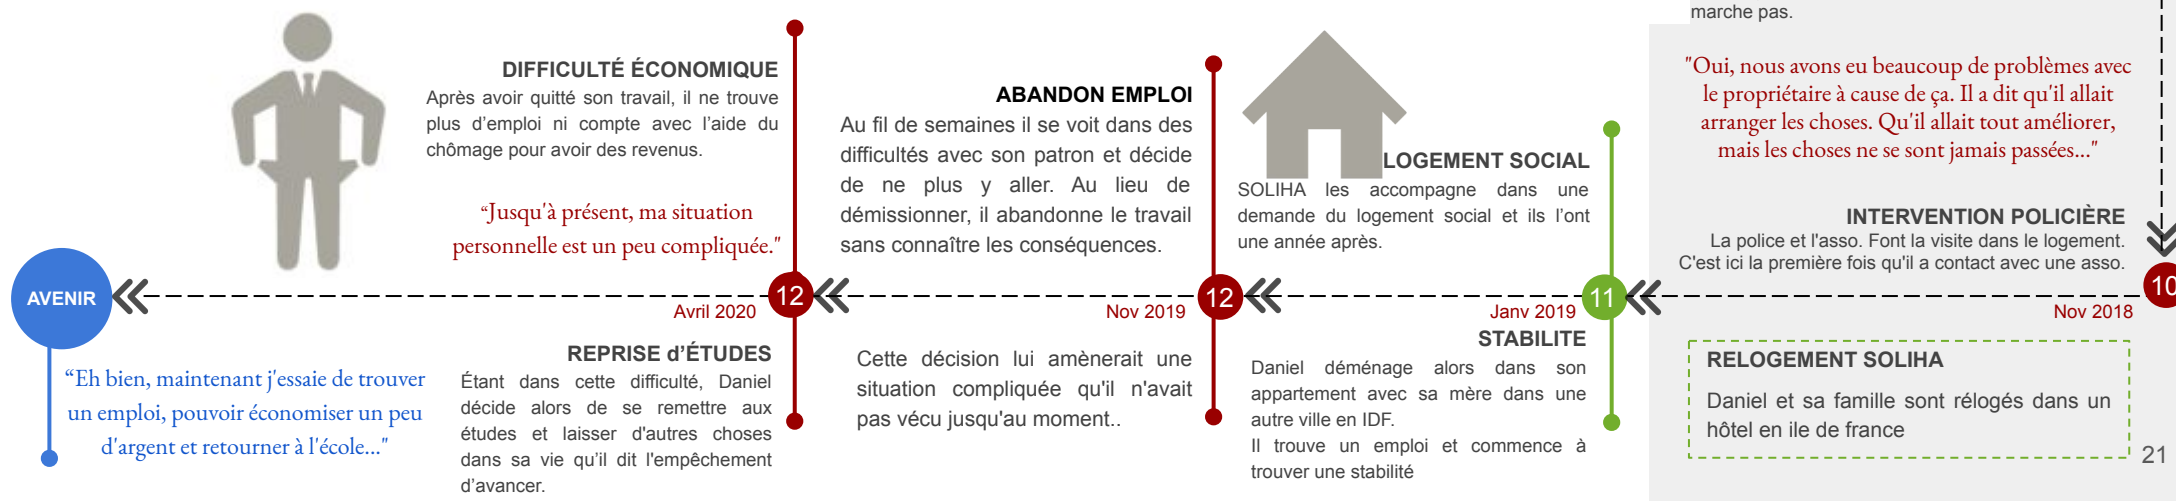 marche pas.
"Oui, nous avons eu beaucoup de problèmes avec
le propriétaire à cause de ça. Il a dit qu'il allait
arranger les choses. Qu'il allait tout améliorer,
mais les choses ne se sont jamais passées..."
INTERVENTION POLICIÈRE
La police et l'asso. Font la visite dans le logement.
C'est ici la première fois qu'il a contact avec une asso.
10
Nov 2018
RELOGEMENT SOLIHA
Daniel et sa famille sont rélogés dans un
hôtel en ile de france
LOGEMENT SOCIAL
SOLIHA les accompagne dans une
demande du logement social et ils l'ont
une année après.
11
Janv 2019
STABILITE
Daniel déménage alors dans son
appartement avec sa mère dans une
autre ville en IDF.
Il trouve un emploi et commence à
trouver une stabilité
ABANDON EMPLOI
Au fil de semaines il se voit dans des
difficultés avec son patron et décide
de ne plus y aller. Au lieu de
démissionner, il abandonne le travail
sans connaître les conséquences.
12
Nov 2019
Cette décision lui amènerait une
situation compliquée qu'il n'avait
pas vécu jusqu'au moment..
DIFFICULTÉ ÉCONOMIQUE
Après avoir quitté son travail, il ne trouve
plus d'emploi ni compte avec l'aide du
chômage pour avoir des revenus.
“Jusqu'à présent, ma situation
personnelle est un peu compliquée."
12
Avril 2020
REPRISE d'ÉTUDES
Étant dans cette difficulté, Daniel
décide alors de se remettre aux
études et laisser d'autres choses
dans sa vie qu'il dit l'empêchement
d'avancer.
AVENIR
“Eh bien, maintenant j'essaie de trouver
un emploi, pouvoir économiser un peu
d'argent et retourner à l'école..."
21